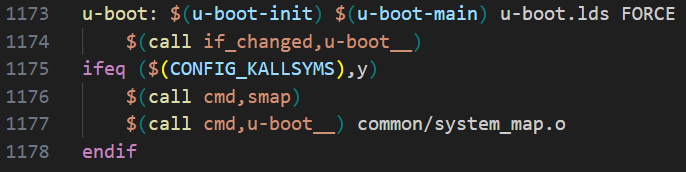 1173 u-boot: $(u-boot-init) $(u-boot-main) u-boot.lds FORCE
1174 $(call if_changed,u-boot__)
1175 ifeq ($(CONFIG_KALLSYMS),y)
1176 $(call cmd,smap)
1177 $(call cmd,u-boot__) common/system_map.o
1178 endif